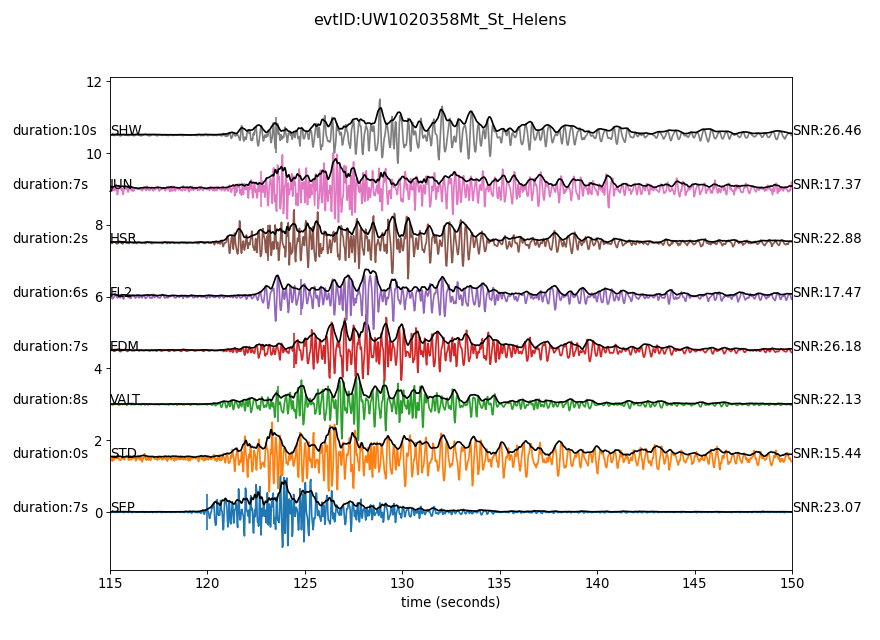 evtID:UW1020358Mt_St_Helens
12
duration:10s SHW SNR:26.46
10
duration:7s JUN SNR:17.37
8
duration:2s HSR SNR:22.88
duration:6s FL2 SNR:17.47
6
duration:7s EDM SNR:26.18
4
duration:8s VALT SNR:22.13
2
duration:0s STD SNR:15.44
duration:7s SEP SNR:23.07
0
115 120 125 130 135 140 145 150
time (seconds)